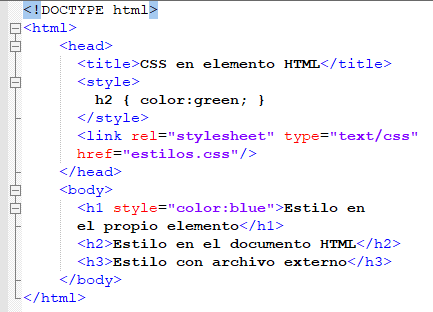 <!DOCTYPE html>
<html>
<head>
<title>CSS en elemento HTML</title>
<style>
h2 { color:green; }
</style>
<link rel="stylesheet" type="text/css"
href="estilos.css"/>
</head>
<body>
<h1 style="color:blue">Estilo en
el propio elemento</h1>
<h2>Estilo en el documento HTML</h2>
<h3>Estilo con archivo externo</h3>
</body>
</html>